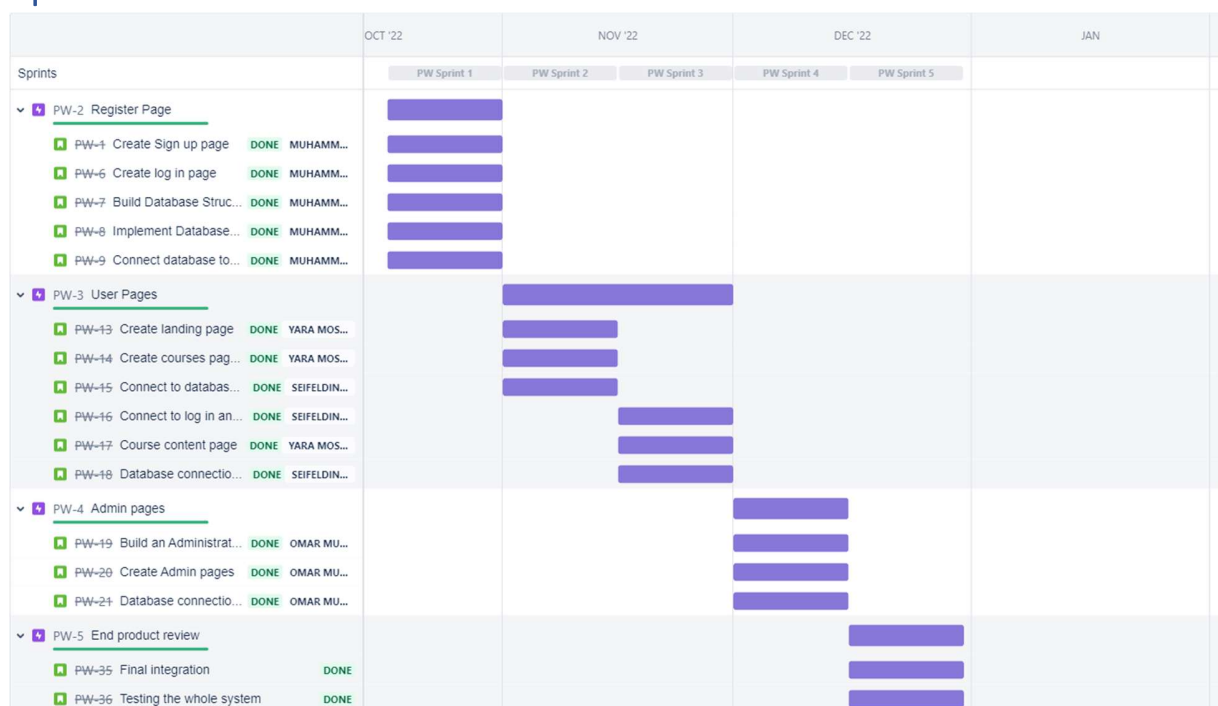 OCT '22 NOV '22 DEC '22 JAN
Sprints PW Sprint 1 PW Sprint 2 PW Sprint 3 PW Sprint 4 PW Sprint 5
PW-2 Register Page
PW-1 Create Sign up page DONE MUHAMM...
PW-6 Create log in page DONE MUHAMM...
PW-7 Build Database Struc... DONE MUHAMM...
PW-8 Implement Database... DONE MUHAMM...
PW-9 Connect database to... DONE MUHAMM...
PW-3 User Pages
PW-13 Create landing page DONE YARA MOS...
PW-14 Create courses pag... DONE YARA MOS...
PW-15 Connect to databas... DONE SEIFELDIN...
PW-16 Connect to log in an... DONE SEIFELDIN...
PW-17 Course content page DONE YARA MOS...
PW-18 Database connectio... DONE SEIFELDIN...
PW-4 Admin pages
PW-19 Build an Administrat... DONE OMAR MU...
PW-20 Create Admin pages DONE OMAR MU...
PW-21 Database connectio... DONE OMAR MU...
PW-5 End product review
PW-35 Final integration DONE
PW-36 Testing the whole system DONE